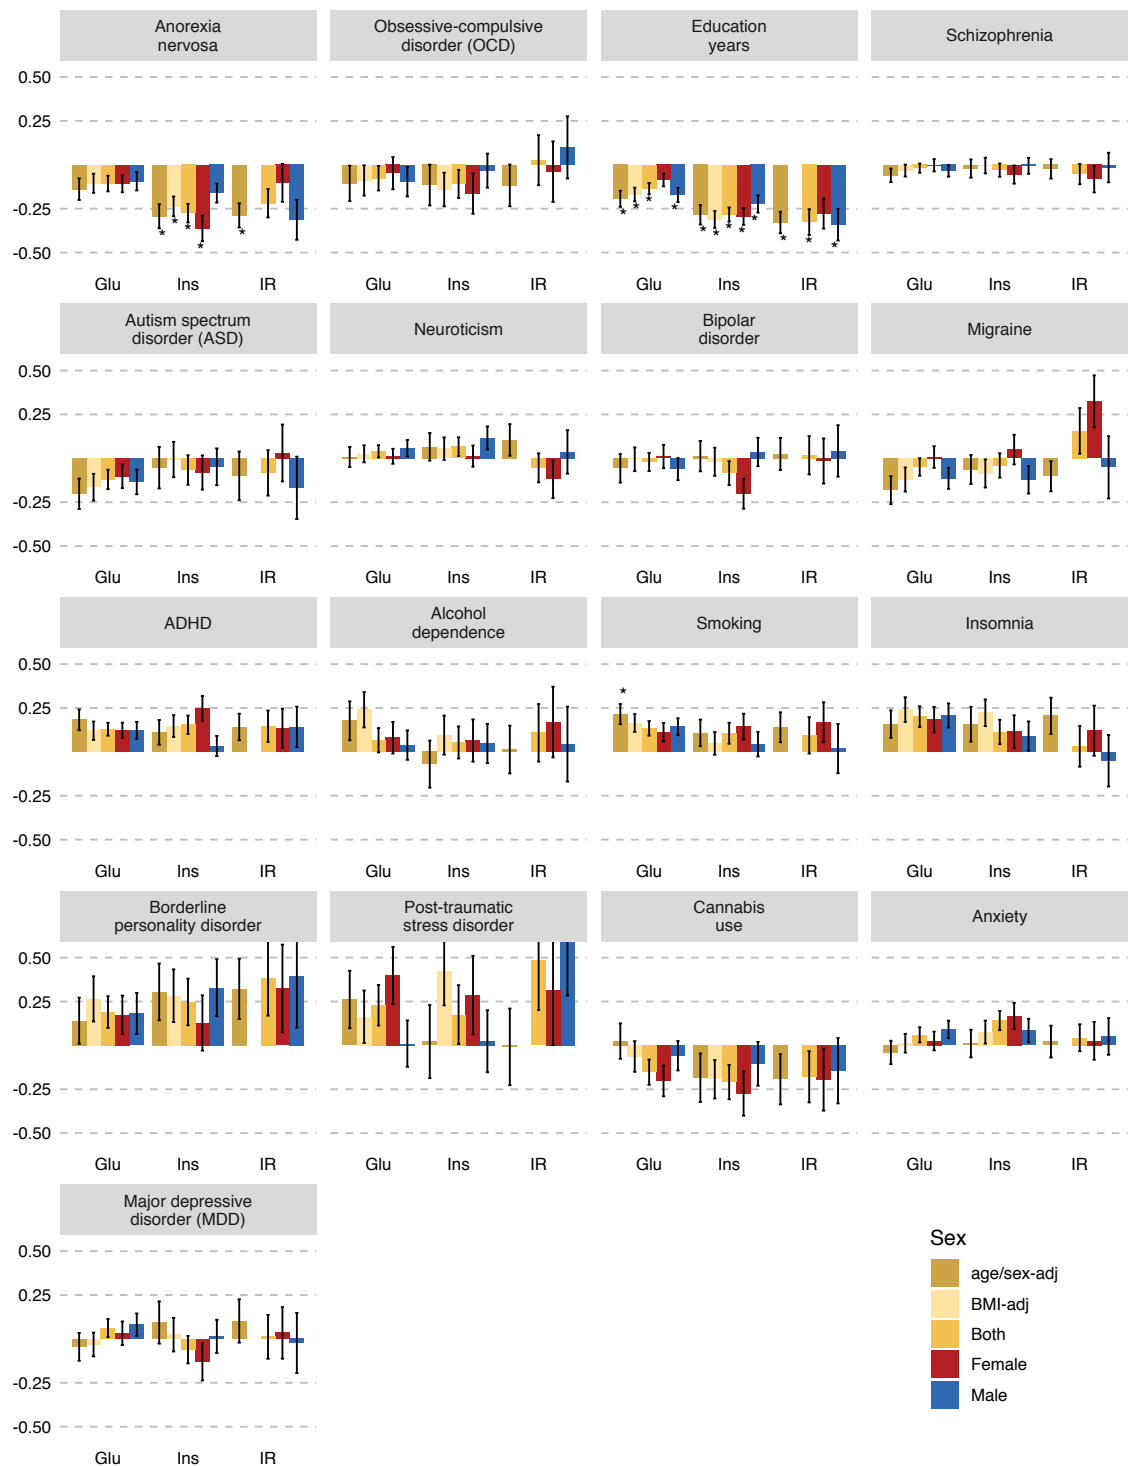 Anorexia
nervosa
Obsessive-compulsive
disorder (OCD)
Education
years
Schizophrenia
0.50
0.25
-0.25
-0.50
* * * * *
* * * * * * * * * * * *
Glu Ins IR
Glu Ins IR
Glu Ins IR
Glu Ins IR
Autism spectrum
disorder (ASD)
Neuroticism
Bipolar
disorder
Migraine
0.50
0.25
-0.25
-0.50
Glu Ins IR
Glu Ins IR
Glu Ins IR
Glu Ins IR
ADHD
Alcohol
dependence
Smoking
Insomnia
0.50
0.25
-0.25
-0.50
*
Glu Ins IR
Glu Ins IR
Glu Ins IR
Glu Ins IR
Borderline
personality disorder
Post-traumatic
stress disorder
Cannabis
use
Anxiety
0.50
0.25
-0.25
-0.50
Glu Ins IR
Glu Ins IR
Glu Ins IR
Glu Ins IR
Major depressive
disorder (MDD)
0.50
0.25
-0.25
-0.50
Glu Ins IR
Sex
age/sex-adj
BMI-adj
Both
Female
Male